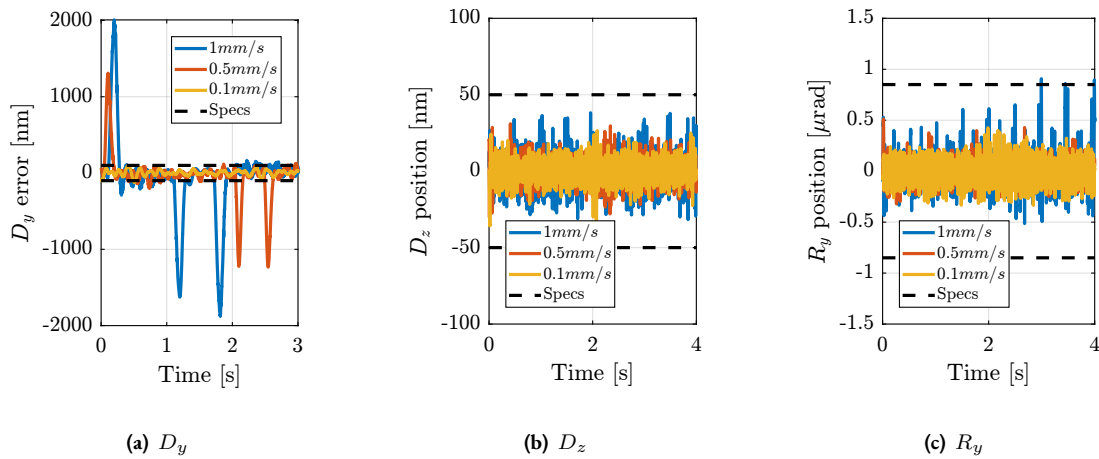 2000
1000
0
-1000
-2000
D_y error [nm]
0 1 2 3
Time [s]
1mm/s
0.5mm/s
0.1mm/s
Specs
(a) D_y
100
50
0
-50
-100
D_z position [nm]
0 2 4
Time [s]
1mm/s
0.5mm/s
0.1mm/s
Specs
(b) D_z
1.5
1
0.5
0
-0.5
-1
-1.5
R_y position [μrad]
0 2 4
Time [s]
1mm/s
0.5mm/s
0.1mm/s
Specs
(c) R_y